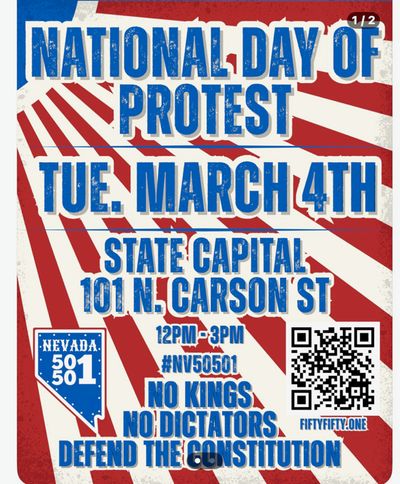 1/2
NATIONAL DAY OF
PROTEST
TUE. MARCH 4TH
STATE CAPITAL
101 N. CARSON ST
12PM - 3PM
#NV50501
NEVADA
50
50
1
FIFTYFIFTY.ONE
NO KINGS
NO DICTATORS
DEFEND THE CONSTITUTION